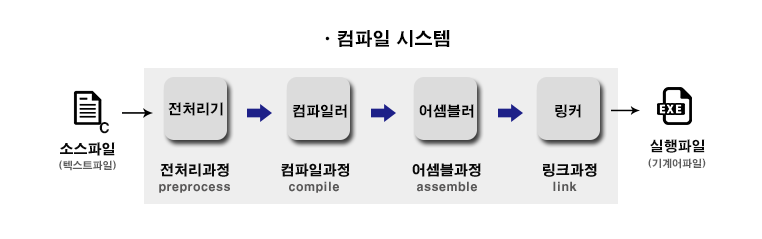 · 컴파일 시스템
전처리기
컴파일러
어셈블러
링커
C
EXE
소스파일
(텍스트파일)
실행파일
(기계어파일)
전처리과정
preprocess
컴파일과정
compile
어셈블과정
assemble
링크과정
link